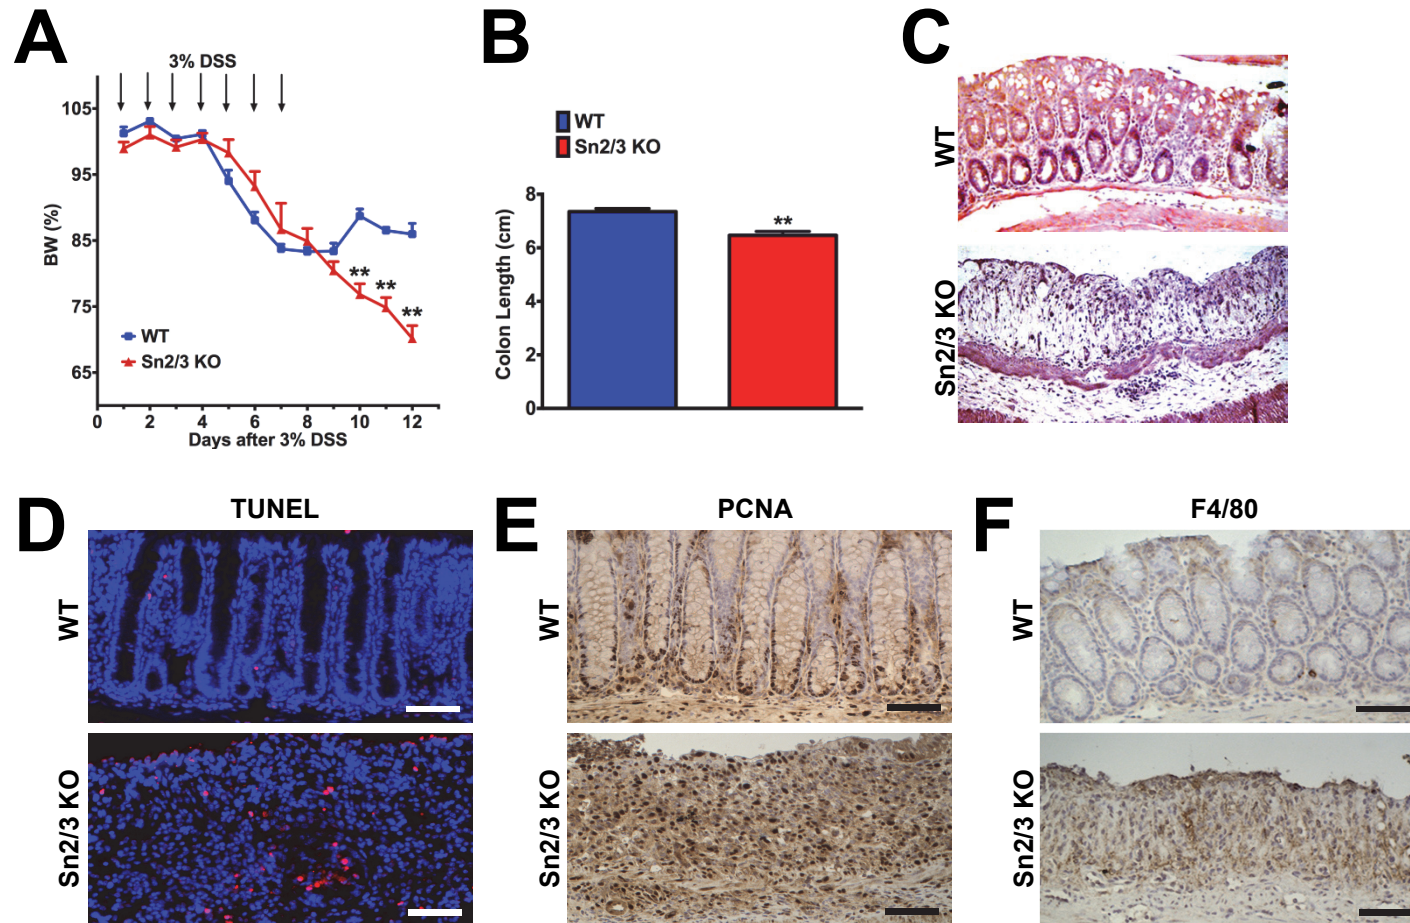 A
3% DSS
105
95
85
75
65
BW (%)
**
**
**
WT
Sn2/3 KO
0 2 4 6 8 10 12
Days after 3% DSS
B
WT
Sn2/3 KO
8
6
4
2
0
Colon Length (cm)
**
C
WT
Sn2/3 KO
D
TUNEL
WT
Sn2/3 KO
E
PCNA
WT
Sn2/3 KO
F
F4/80
WT
Sn2/3 KO